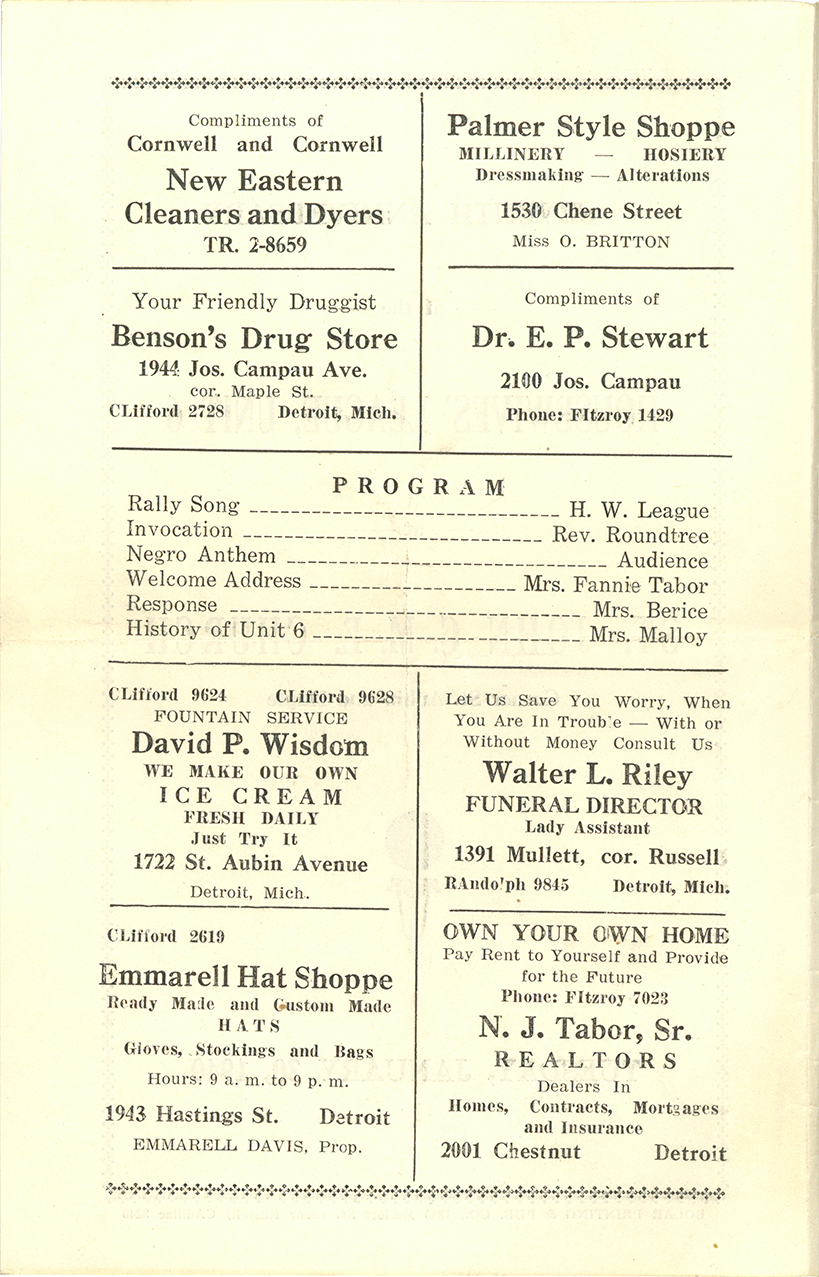 Compliments of
Cornwell and Cornwell
New Eastern
Cleaners and Dyers
TR. 2-8659
Palmer Style Shoppe
MILLINERY — HOSIERY
Dressmaking — Alterations
1530 Chene Street
Miss O. BRITTON
Your Friendly Druggist
Benson's Drug Store
1944 Jos. Campau Ave.
cor. Maple St.
CLifford 2728 Detroit, Mich.
Compliments of
Dr. E. P. Stewart
2100 Jos. Campau
Phone: FItzroy 1429
PROGRAM
Rally Song ______________________________ H. W. League
Invocation ______________________________ Rev. Roundtree
Negro Anthem ______________________________ Audience
Welcome Address ____________________ Mrs. Fannie Tabor
Response ______________________________ Mrs. Berice
History of Unit 6 __________________________ Mrs. Malloy
CLifford 9624 CLifford 9628
FOUNTAIN SERVICE
David P. Wisdom
WE MAKE OUR OWN
ICE CREAM
FRESH DAILY
Just Try It
1722 St. Aubin Avenue
Detroit, Mich.
Let Us Save You Worry, When
You Are In Trouble — With or
Without Money Consult Us
Walter L. Riley
FUNERAL DIRECTOR
Lady Assistant
1391 Mullett, cor. Russell
RAndolph 9845 Detroit, Mich.
CLifford 2619
Emmarell Hat Shoppe
Ready Made and Custom Made
HATS
Gloves, Stockings and Bags
Hours: 9 a. m. to 9 p. m.
1943 Hastings St. Detroit
EMMARELL DAVIS, Prop.
OWN YOUR OWN HOME
Pay Rent to Yourself and Provide
for the Future
Phone: FItzroy 7023
N. J. Tabor, Sr.
REALTORS
Dealers In
Homes, Contracts, Mortgages
and Insurance
2001 Chestnut Detroit